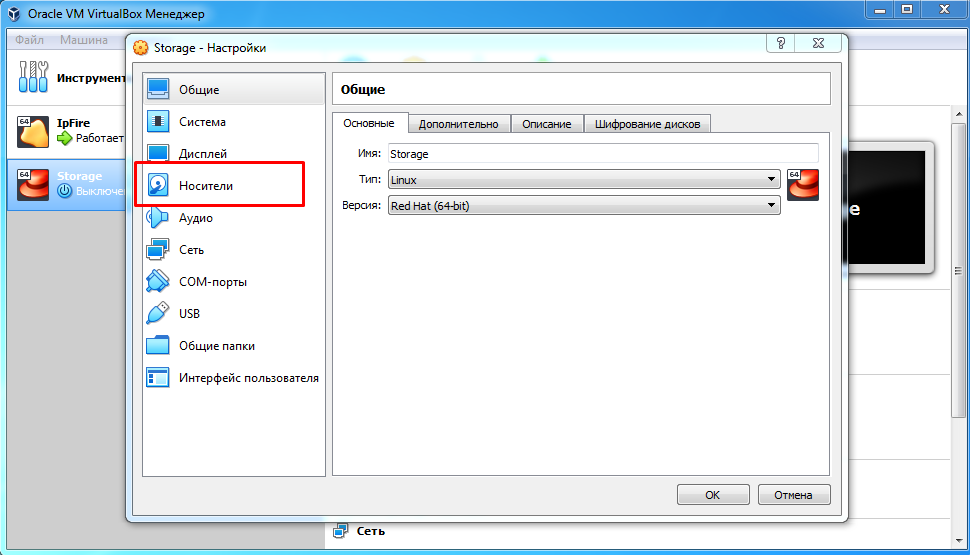 Oracle VM VirtualBox Менеджер
Файл Машина
Storage - Настройки
?
Инструмент
64
IpFire
Работает
64
Storage
Выключе
Общие
Система
Дисплей
Носители
Аудио
Сеть
COM-порты
USB
Общие папки
Интерфейс пользователя
Общие
Основные Дополнительно Описание Шифрование дисков
Имя: Storage
Тип: Linux
64
Версия: Red Hat (64-bit)
e
OK Отмена
Сеть